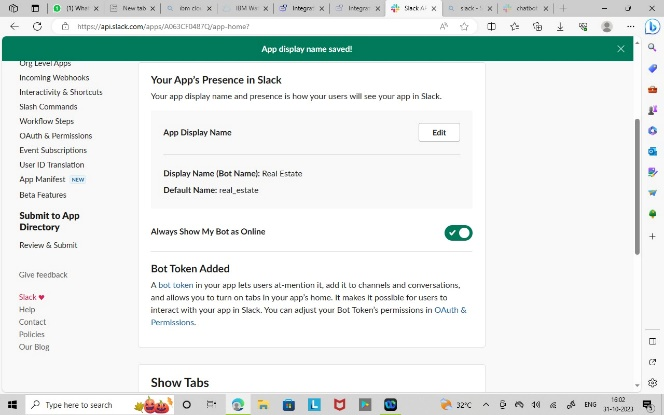 (1) What
New tab
ibm clo
IBM We
Integrat
Integrat
Slack A
slack - 
chatbot
https://api.slack.com/apps/A063CF0487Q/app-home?
App display name saved!
Org Level Apps
Incoming Webhooks
Interactivity & Shortcuts
Slash Commands
Workflow Steps
OAuth & Permissions
Event Subscriptions
User ID Translation
App Manifest NEW
Beta Features
Submit to App
Directory
Review & Submit
Give feedback
Slack ♥
Help
Contact
Policies
Our Blog
Your App's Presence in Slack
Your app display name and presence is how your users will see your app in Slack.
App Display Name
Edit
Display Name (Bot Name): Real Estate
Default Name: real_estate
Always Show My Bot as Online
Bot Token Added
A bot token in your app lets users at-mention it, add it to channels and conversations,
and allows you to turn on tabs in your app's home. It makes it possible for users to
interact with your app in Slack. You can adjust your Bot Token's permissions in OAuth &
Permissions.
Show Tabs
Type here to search
32°C
ENG
16:02
31-10-2023